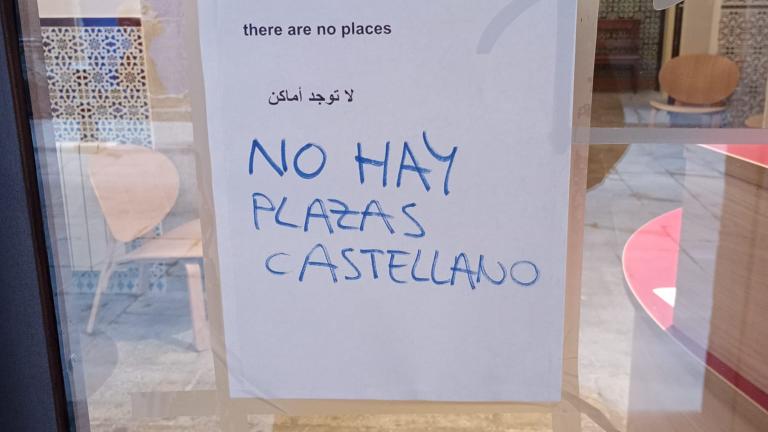 there are no places
لا توجد أماكن
NO HAY
PLAZAS
CASTELLANO